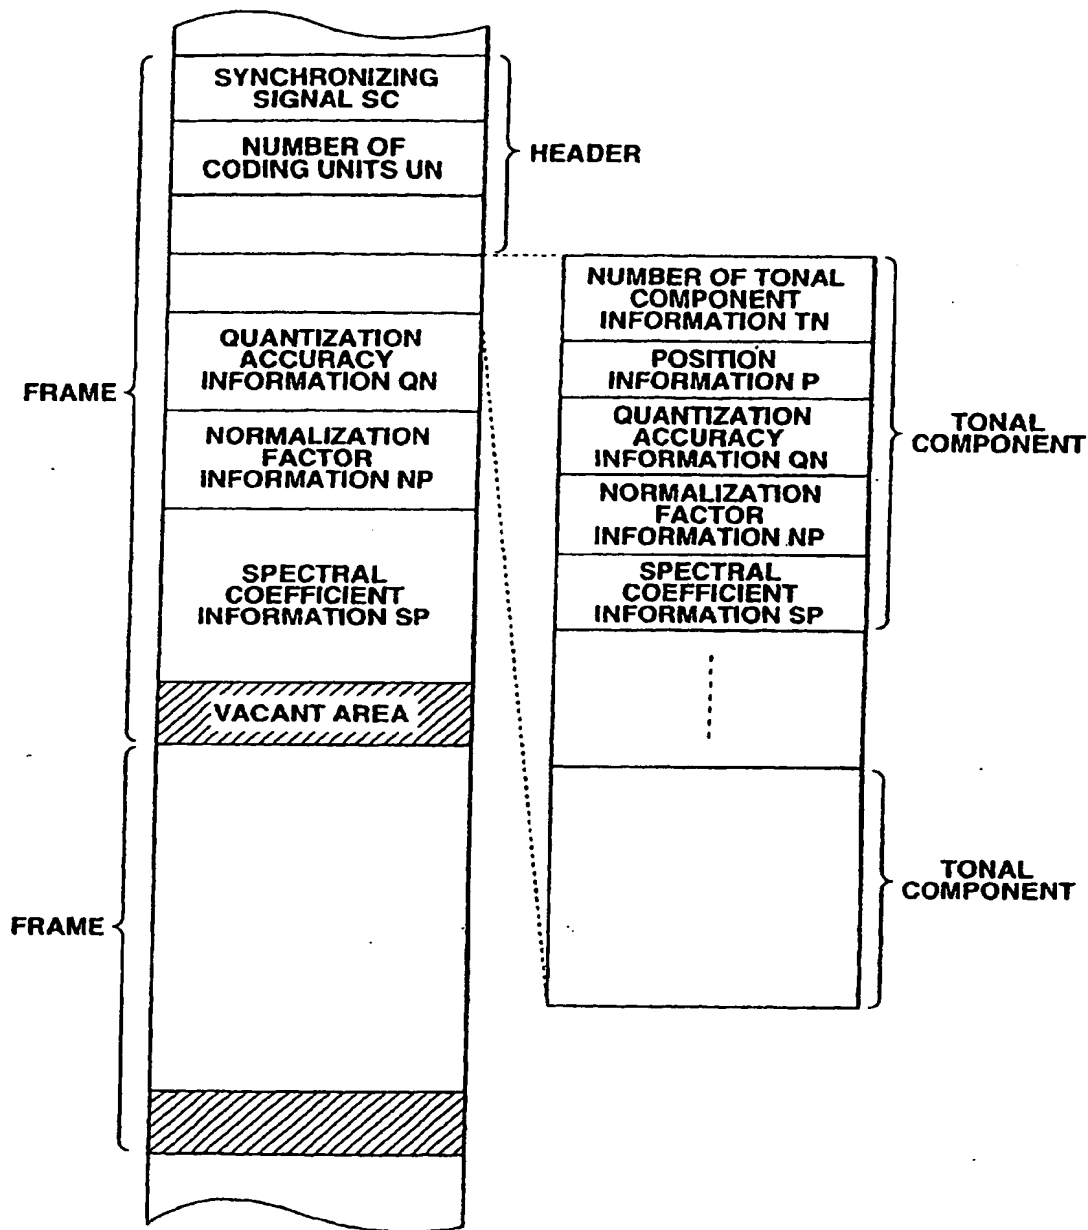 SYNCHRONIZING
SIGNAL SC
NUMBER OF
CODING UNITS UN
HEADER
QUANTIZATION
ACCURACY
INFORMATION QN
NORMALIZATION
FACTOR
INFORMATION NP
SPECTRAL
COEFFICIENT
INFORMATION SP
VACANT AREA
FRAME
FRAME
NUMBER OF TONAL
COMPONENT
INFORMATION TN
POSITION
INFORMATION P
QUANTIZATION
ACCURACY
INFORMATION QN
NORMALIZATION
FACTOR
INFORMATION NP
SPECTRAL
COEFFICIENT
INFORMATION SP
TONAL
COMPONENT
TONAL
COMPONENT